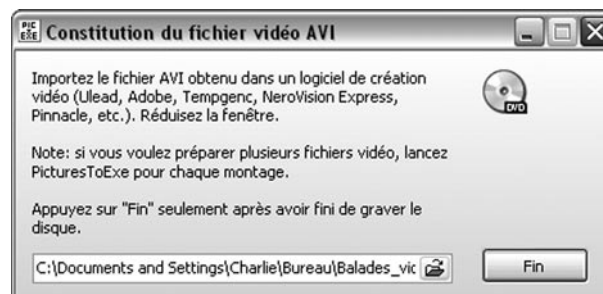 PIC
EXE Constitution du fichier vidéo AVI
Importez le fichier AVI obtenu dans un logiciel de création
vidéo (Ulead, Adobe, Tempgenc, NeroVision Express,
Pinnacle, etc.). Réduisez la fenêtre.
DVD
Note: si vous voulez préparer plusieurs fichiers vidéo, lancez
PicturesToExe pour chaque montage.
Appuyez sur "Fin" seulement après avoir fini de graver le
disque.
C:\Documents and Settings\Charlie\Bureau\Balades_vic
Fin